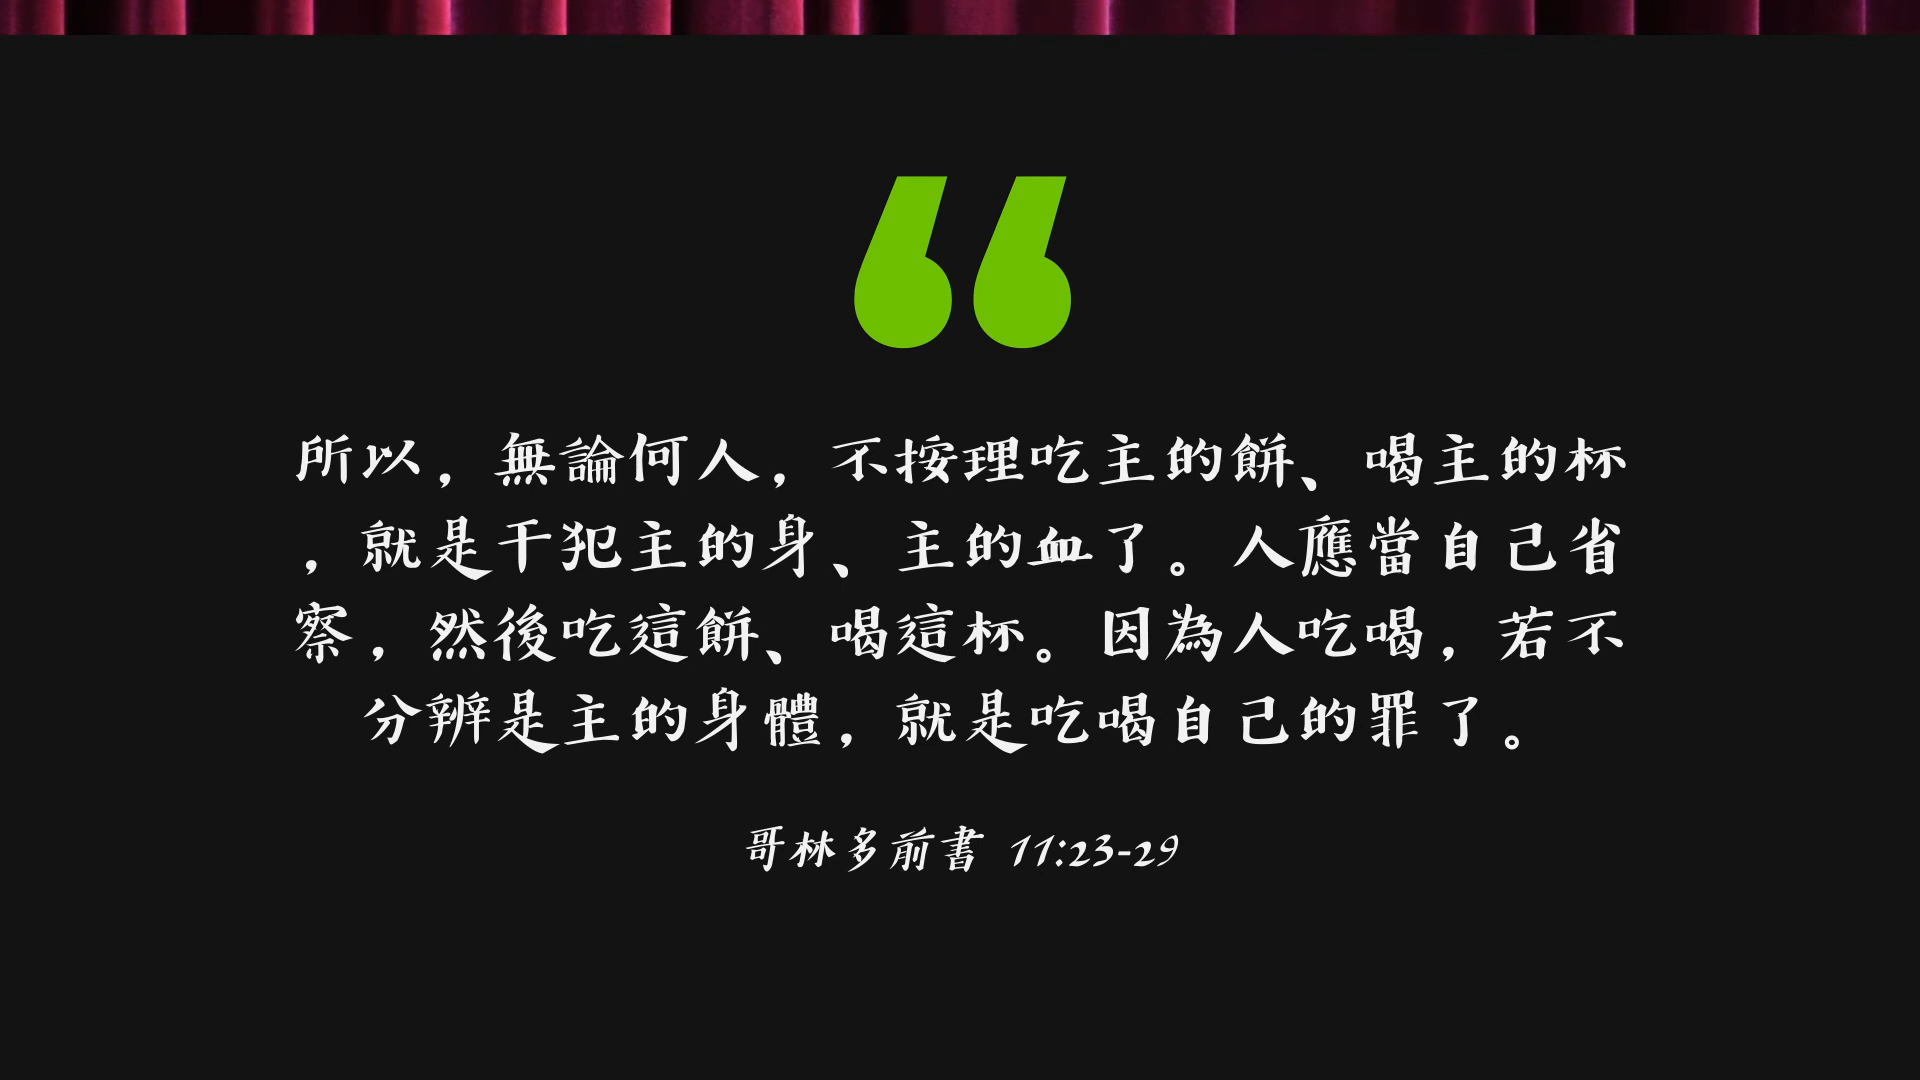 “
所以，無論何人，不按理吃主的餅、喝主的杯
，就是干犯主的身、主的血了。人應當自己省
察，然後吃這餅、喝這杯。因為人吃喝，若不
分辨是主的身體，就是吃喝自己的罪了。
哥林多前書 11:23-29